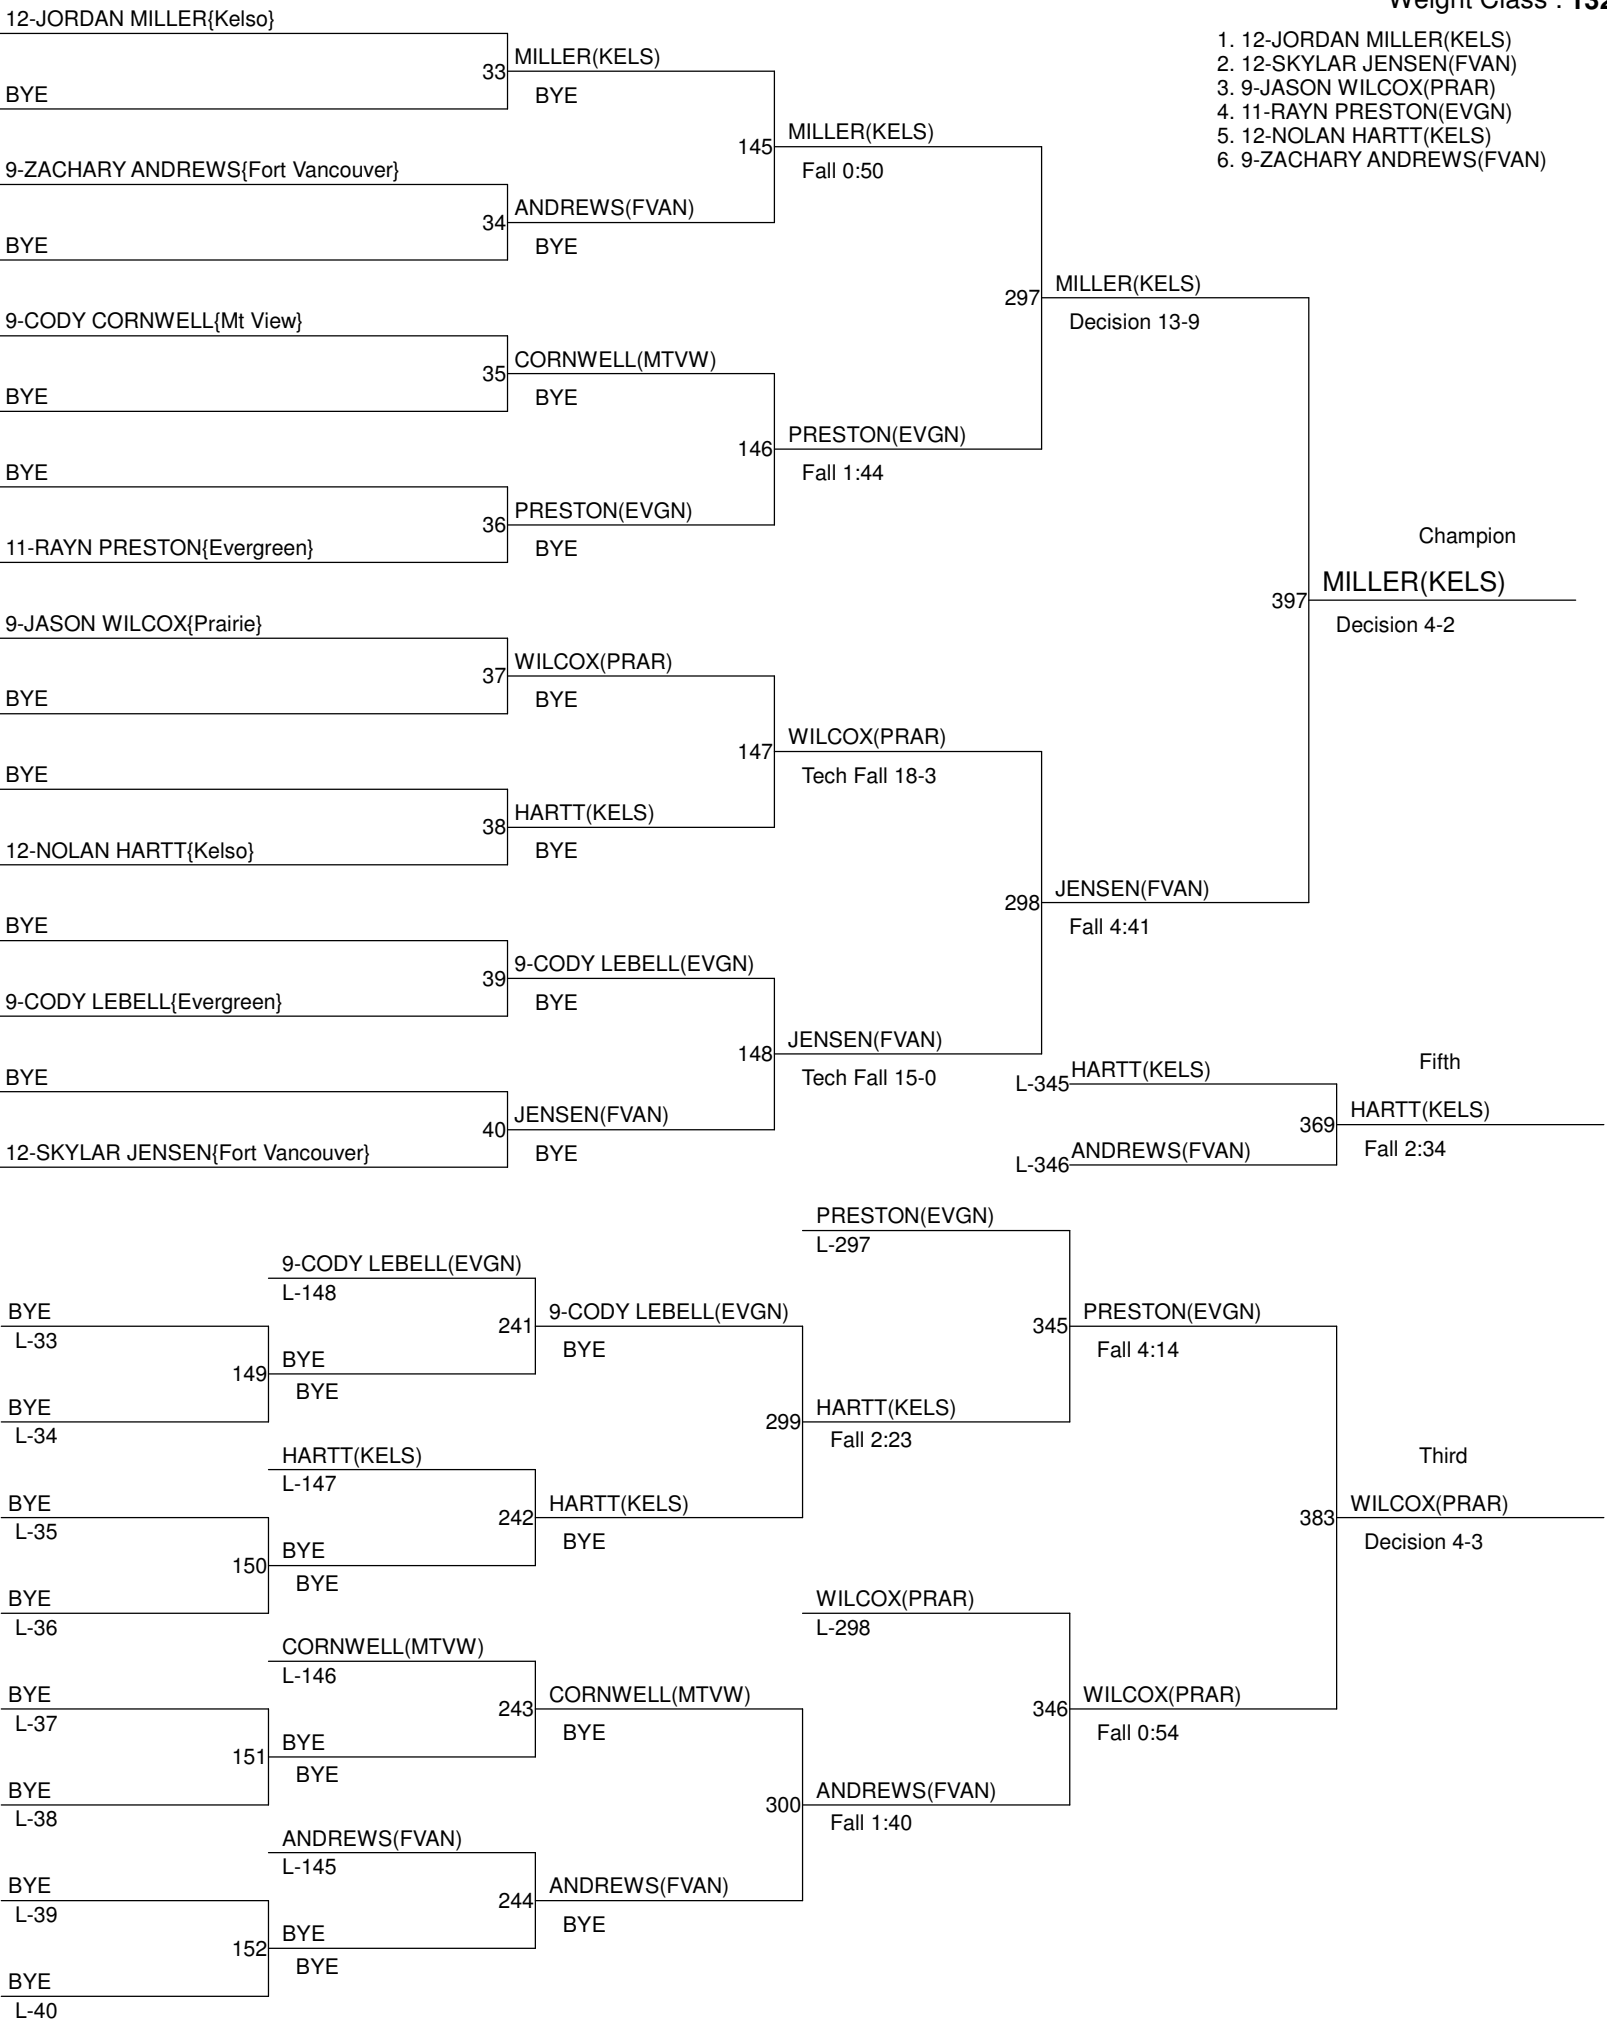 Weight Class : 132
1. 12-JORDAN MILLER(KELS)
2. 12-SKYLAR JENSEN(FVAN)
3. 9-JASON WILCOX(PRAR)
4. 11-RAYN PRESTON(EVGN)
5. 12-NOLAN HARTT(KELS)
6. 9-ZACHARY ANDREWS(FVAN)
12-JORDAN MILLER{Kelso}
BYE
9-ZACHARY ANDREWS{Fort Vancouver}
BYE
9-CODY CORNWELL{Mt View}
BYE
BYE
11-RAYN PRESTON{Evergreen}
9-JASON WILCOX{Prairie}
BYE
BYE
12-NOLAN HARTT{Kelso}
BYE
9-CODY LEBELL{Evergreen}
BYE
12-SKYLAR JENSEN{Fort Vancouver}
33 MILLER(KELS)
BYE
34 ANDREWS(FVAN)
BYE
35 CORNWELL(MTVW)
BYE
36 PRESTON(EVGN)
BYE
37 WILCOX(PRAR)
BYE
38 HARTT(KELS)
BYE
39 9-CODY LEBELL(EVGN)
BYE
40 JENSEN(FVAN)
BYE
145 MILLER(KELS)
Fall 0:50
146 PRESTON(EVGN)
Fall 1:44
147 WILCOX(PRAR)
Tech Fall 18-3
148 JENSEN(FVAN)
Tech Fall 15-0
297 MILLER(KELS)
Decision 13-9
298 JENSEN(FVAN)
Fall 4:41
Champion
397 MILLER(KELS)
Decision 4-2
L-345 HARTT(KELS)
L-346 ANDREWS(FVAN)
Fifth
369 HARTT(KELS)
Fall 2:34
BYE
L-33
BYE
L-34
BYE
L-35
BYE
L-36
BYE
L-37
BYE
L-38
BYE
L-39
BYE
L-40
9-CODY LEBELL(EVGN)
L-148
149 BYE
BYE
HARTT(KELS)
L-147
150 BYE
BYE
CORNWELL(MTVW)
L-146
151 BYE
BYE
ANDREWS(FVAN)
L-145
152 BYE
BYE
241 9-CODY LEBELL(EVGN)
BYE
242 HARTT(KELS)
BYE
243 CORNWELL(MTVW)
BYE
244 ANDREWS(FVAN)
BYE
PRESTON(EVGN)
L-297
299 HARTT(KELS)
Fall 2:23
WILCOX(PRAR)
L-298
300 ANDREWS(FVAN)
Fall 1:40
345 PRESTON(EVGN)
Fall 4:14
346 WILCOX(PRAR)
Fall 0:54
Third
383 WILCOX(PRAR)
Decision 4-3